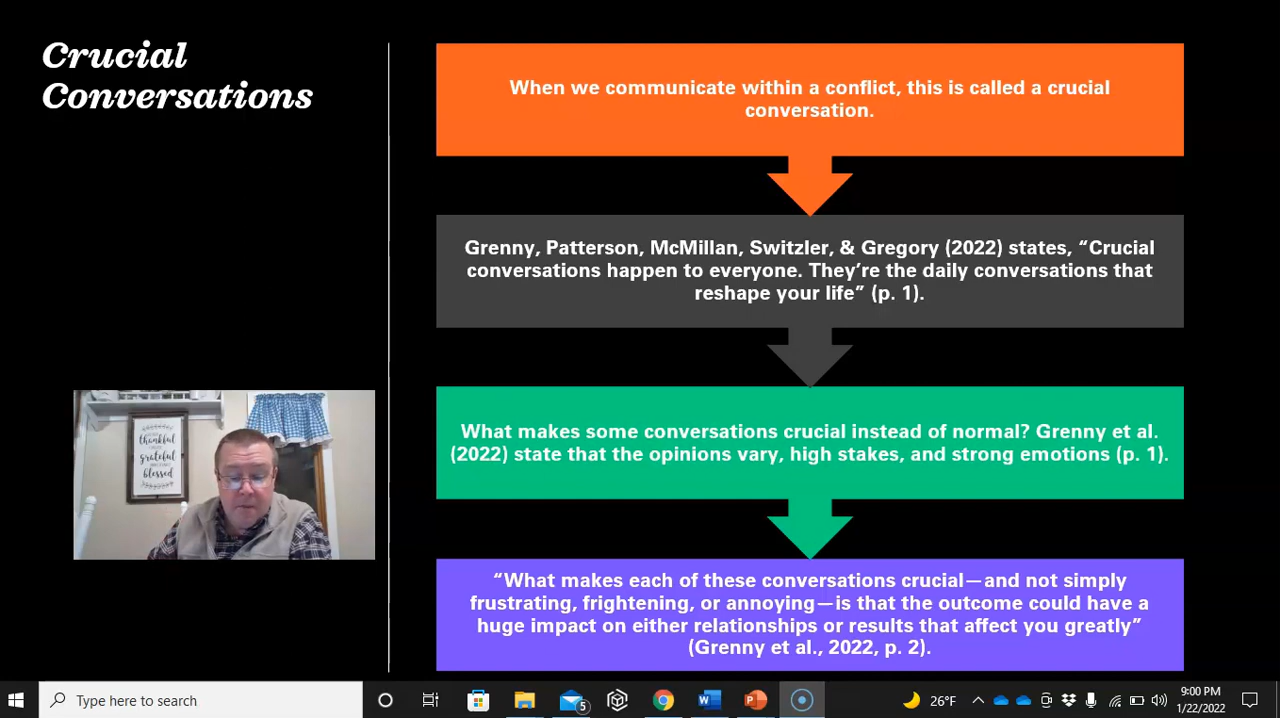 Crucial
Conversations
When we communicate within a conflict, this is called a crucial
conversation.
Grenny, Patterson, McMillan, Switzler, & Gregory (2022) states, “Crucial
conversations happen to everyone. They’re the daily conversations that
reshape your life” (p. 1).
What makes some conversations crucial instead of normal? Grenny et al.
(2022) state that the opinions vary, high stakes, and strong emotions (p. 1).
“What makes each of these conversations crucial—and not simply
frustrating, frightening, or annoying—is that the outcome could have a
huge impact on either relationships or results that affect you greatly”
(Grenny et al., 2022, p. 2).
thankful
grateful
blessed
Type here to search
5
26°F
9:00 PM
1/22/2022